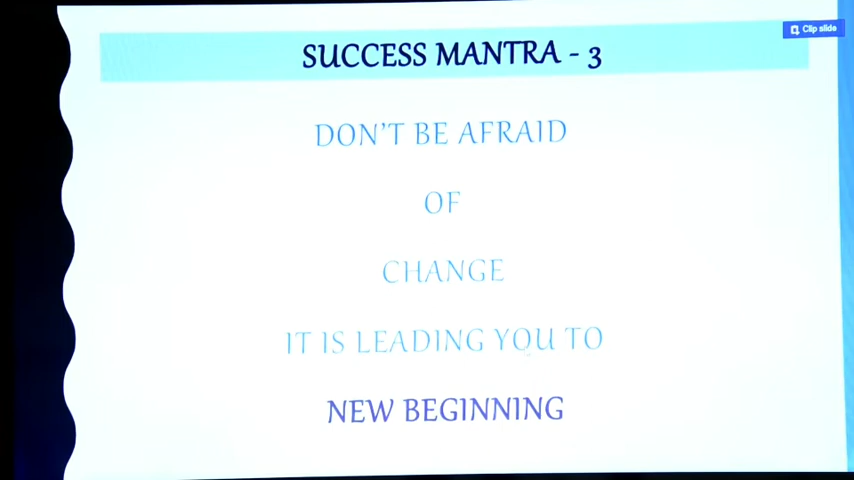 Clip slide
SUCCESS MANTRA - 3
DON'T BE AFRAID
OF
CHANGE
IT IS LEADING YOU TO
NEW BEGINNING